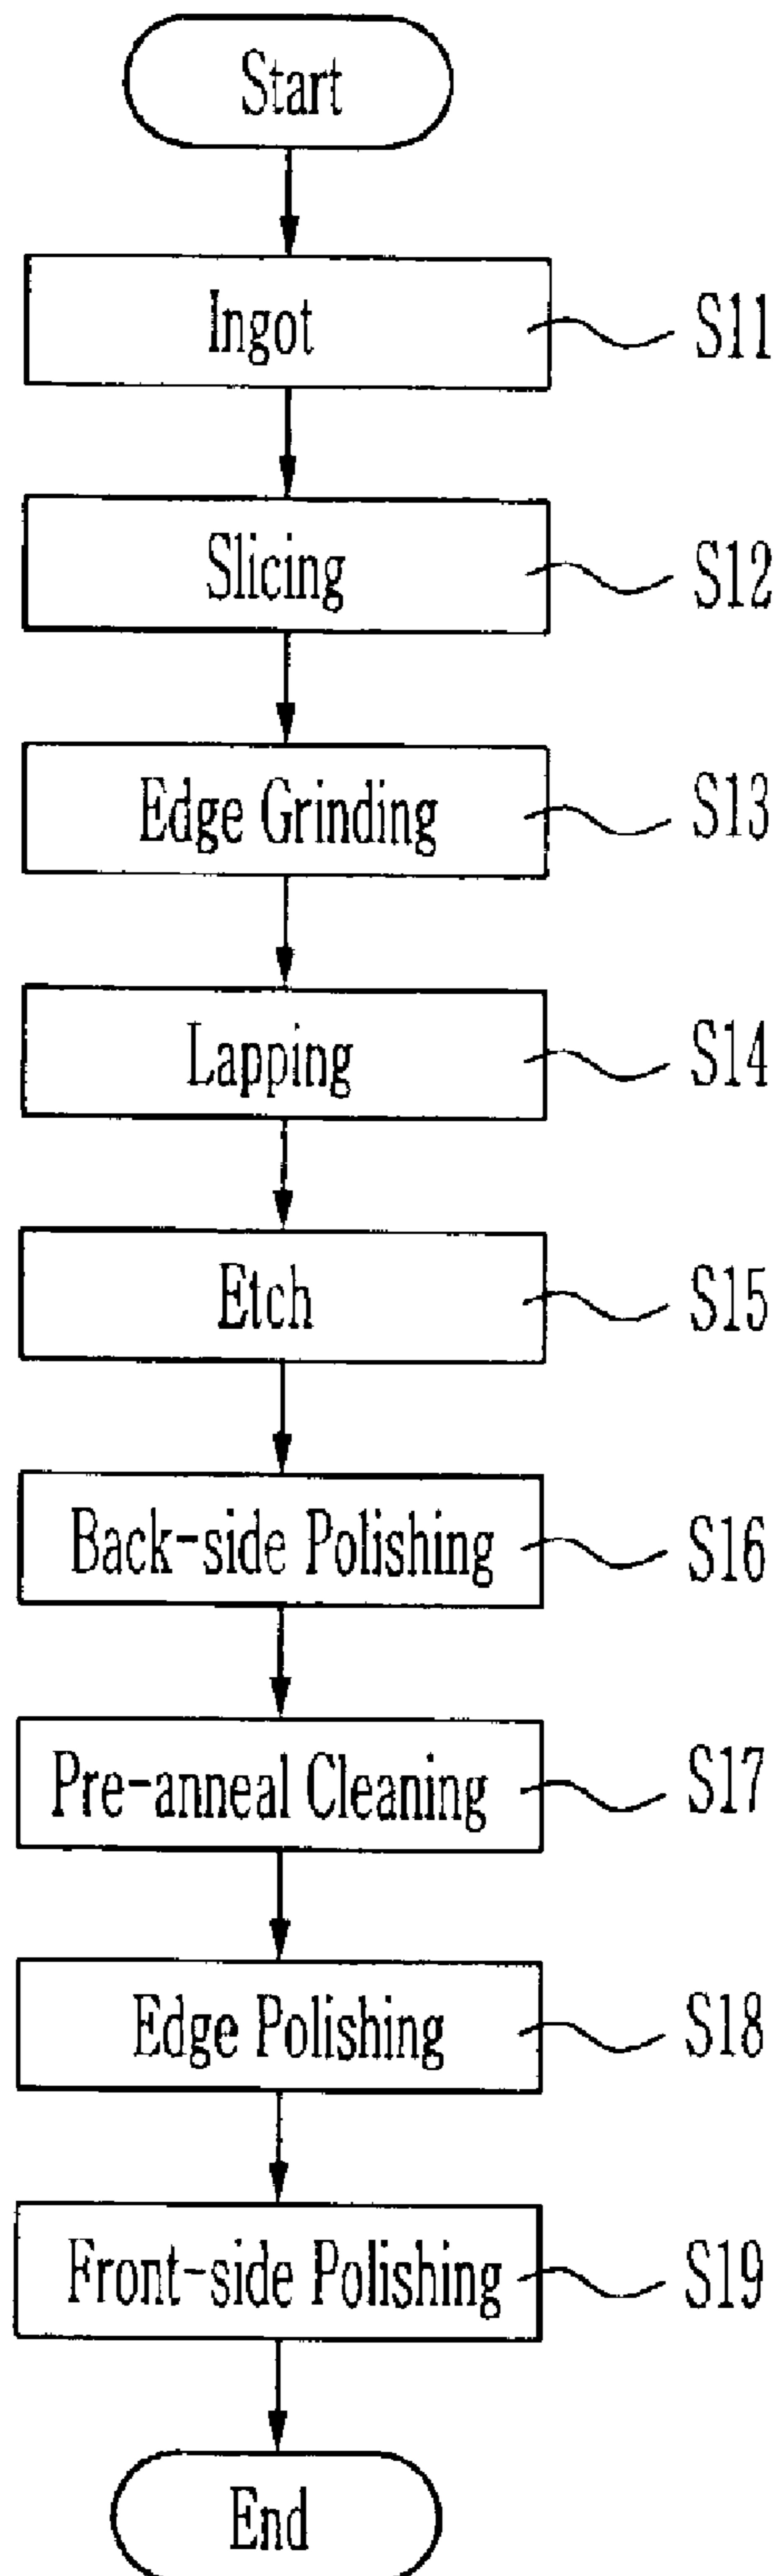 Start
Ingot S11
Slicing S12
Edge Grinding S13
Lapping S14
Etch S15
Back-side Polishing S16
Pre-anneal Cleaning S17
Edge Polishing S18
Front-side Polishing S19
End